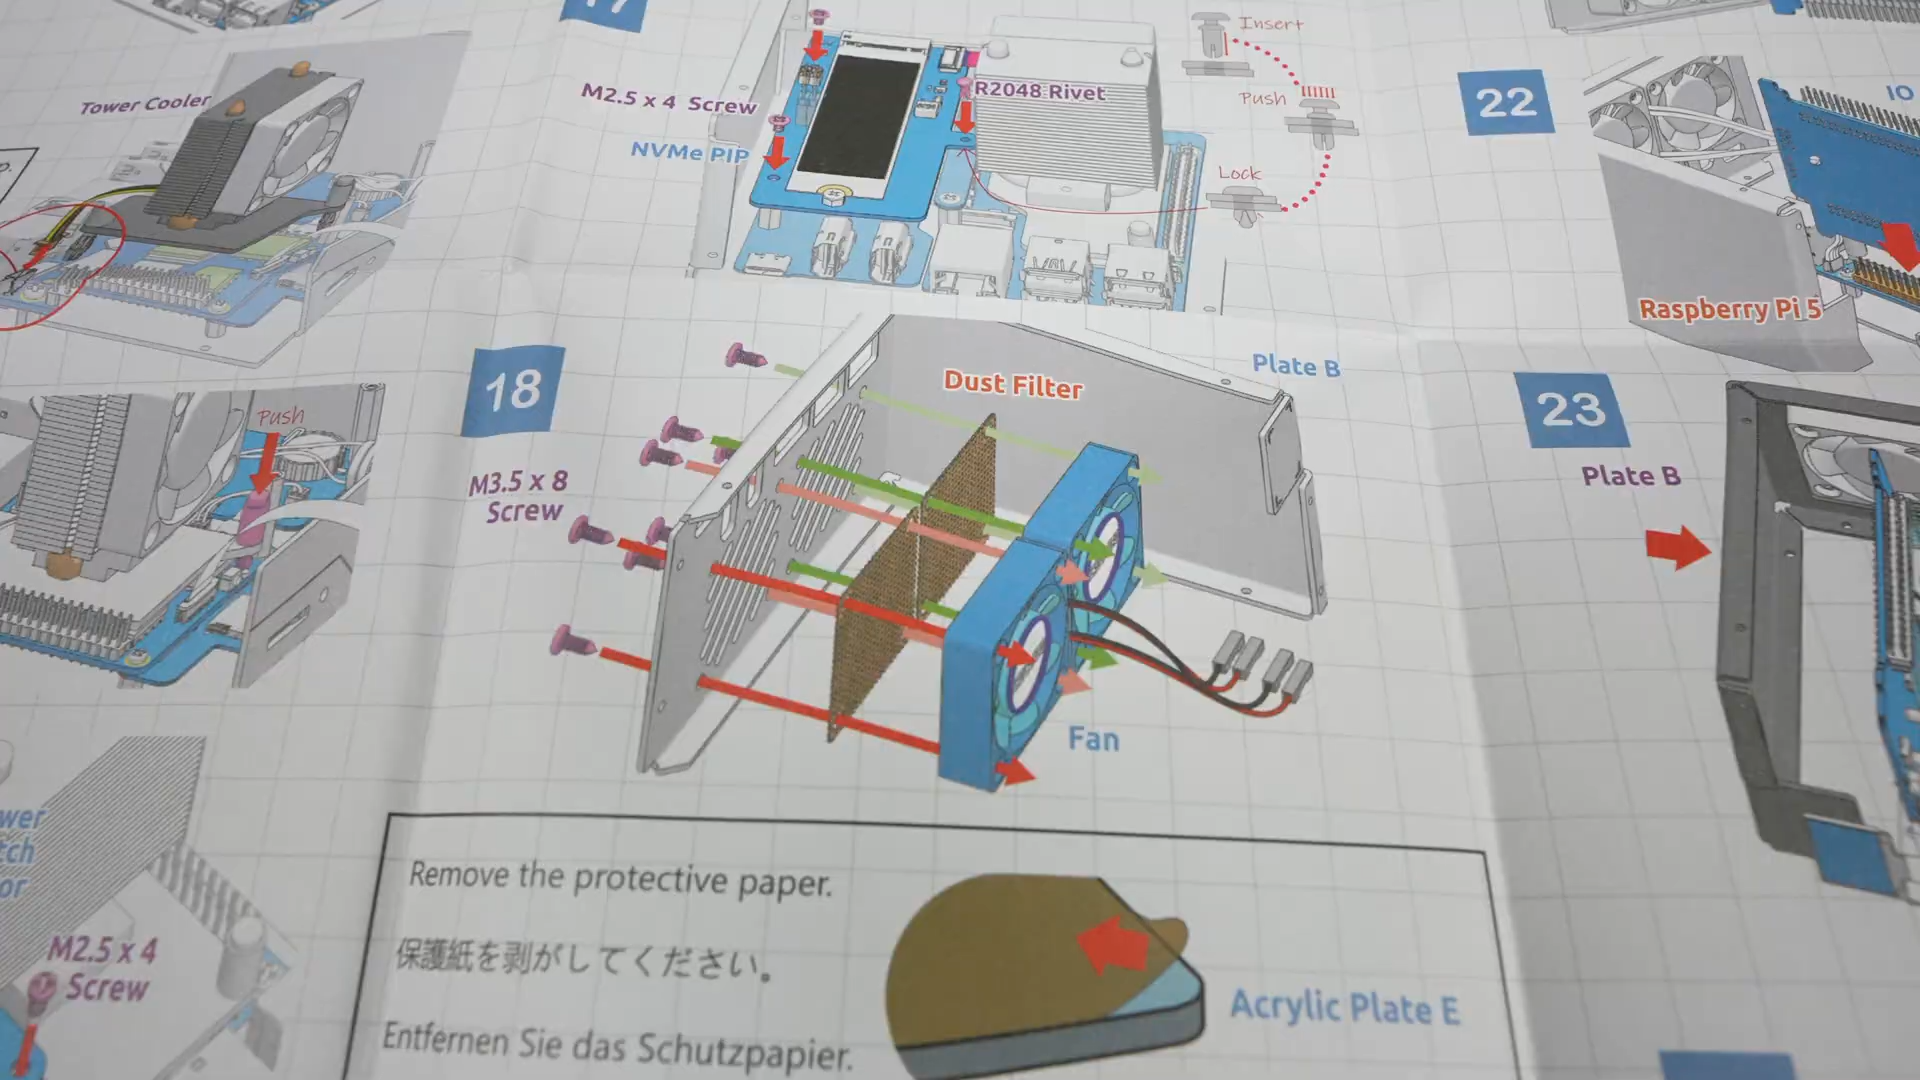 Tower Cooler
17
M2.5 x 4 Screw
NVMe PIP
R2048 Rivet
Insert
Push
Lock
22
IO
Raspberry Pi 5
Push
18
Dust Filter
Plate B
M3.5 x 8
Screw
Fan
23
Plate B
M2.5 x 4
Screw
Remove the protective paper.
保護紙を剥がしてください。
Entfernen Sie das Schutzpapier.
Acrylic Plate E